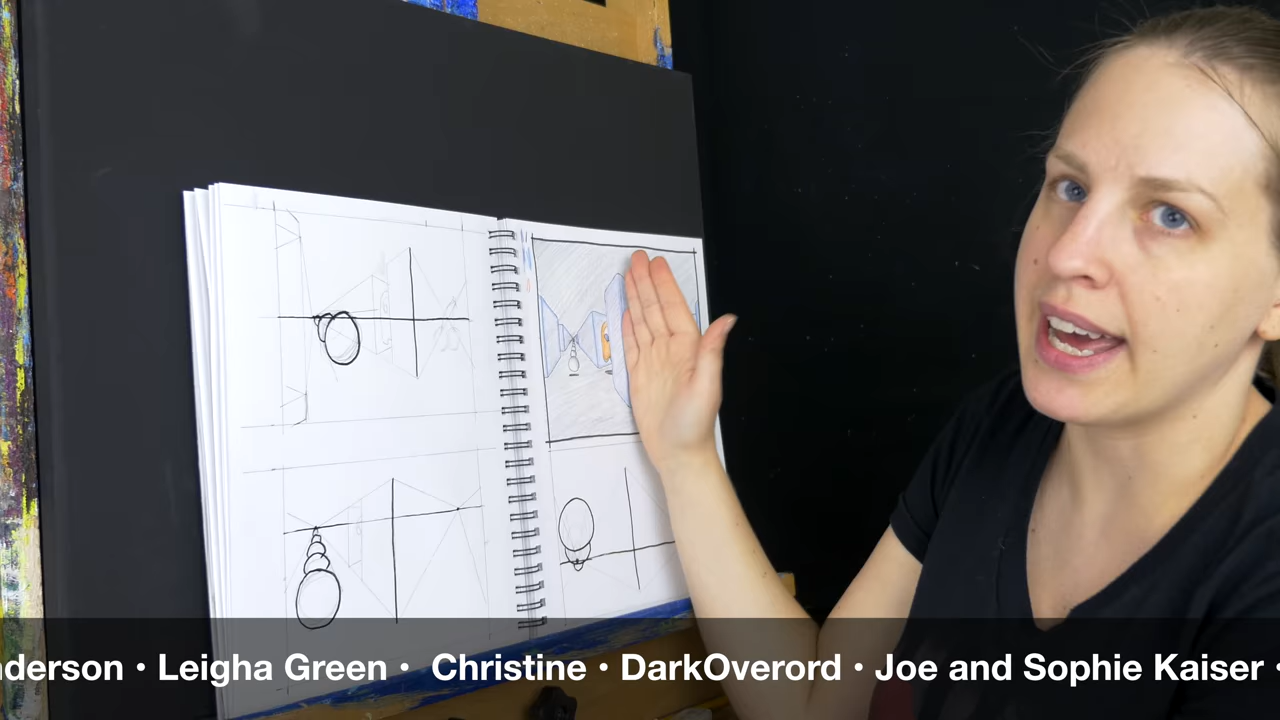 nderson • Leigha Green • Christine • DarkOverord • Joe and Sophie Kaiser •